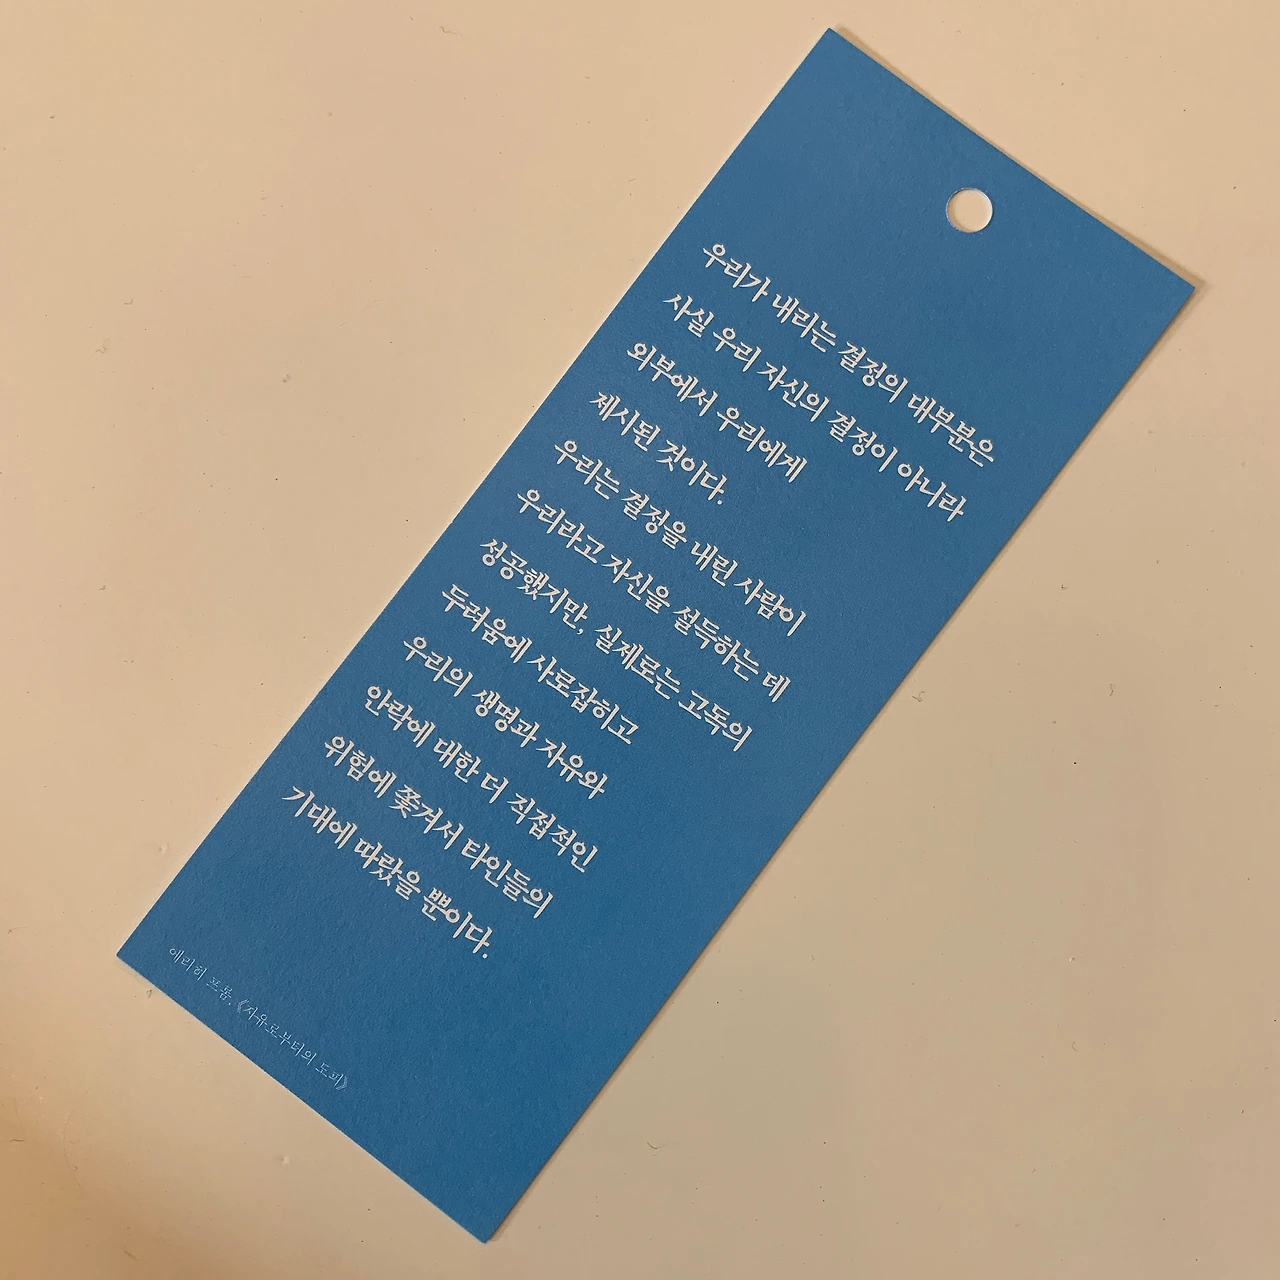 우리가 내리는 결정의 대부분은
사실 우리 자신의 결정이 아니라
외부에서 우리에게
제시된 것이다.
우리는 결정을 내린 사람이
우리라고 자신을 설득하는 데
성공했지만, 실제로는 고독의
두려움에 사로잡히고
우리의 생명과 자유와
안락에 대한 더 직접적인
위험에 쫓겨서 타인들의
기대에 따랐을 뿐이다.
에리히 프롬, 《자유로부터의 도피》